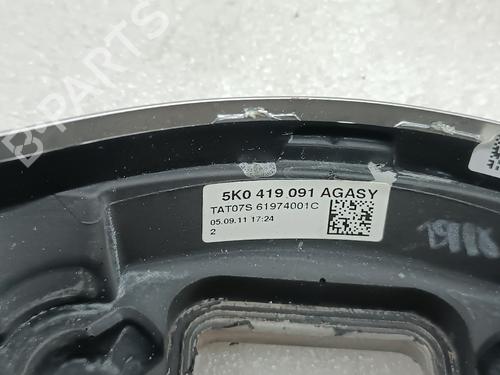 B-PARTS
5K0 419 091 AGASY
TAT07S 61974001C
05.09.11 17:24
2